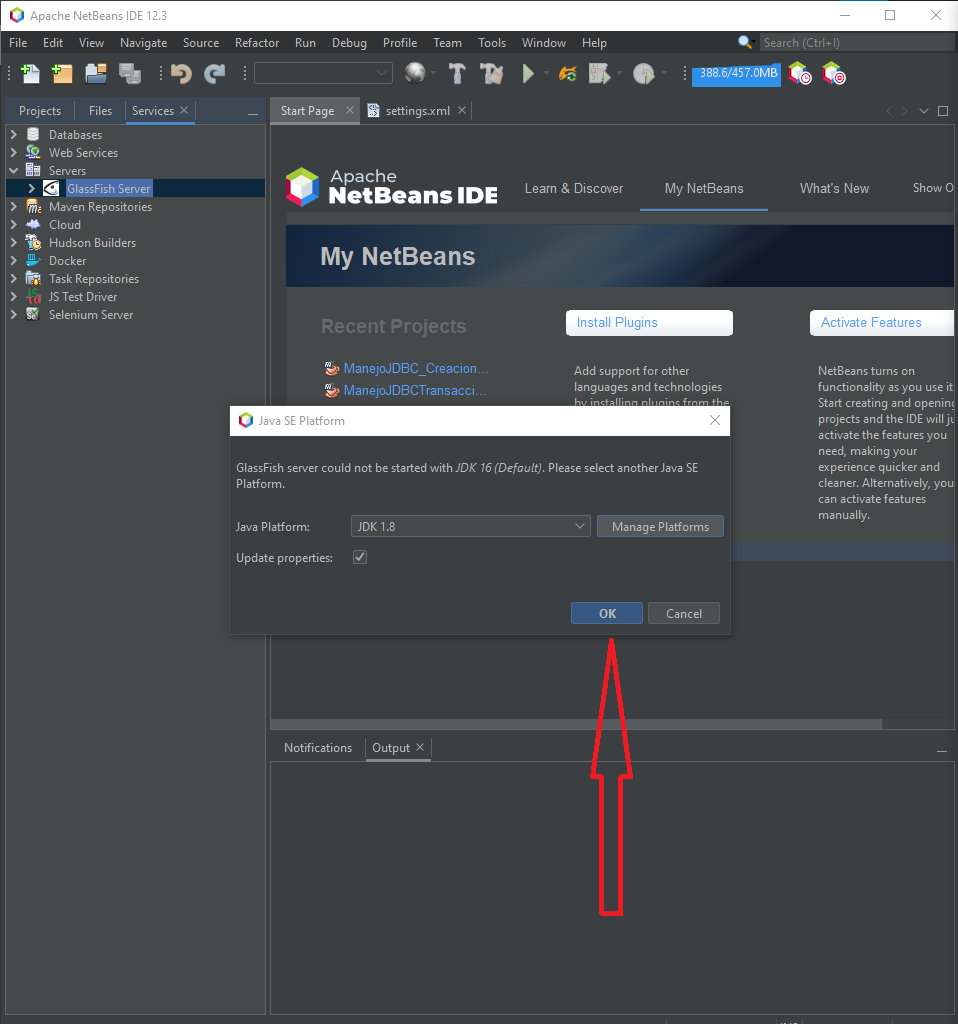 Apache NetBeans IDE 12.3
File Edit View Navigate Source Refactor Run Debug Profile Team Tools Window Help
Search (Ctrl+I)
388.6/457.0MB
Projects Files Services
Databases
Web Services
Servers
GlassFish Server
Maven Repositories
Cloud
Hudson Builders
Docker
Task Repositories
JS Test Driver
Selenium Server
Start Page settings.xml
Apache
NetBeans IDE
Learn & Discover My NetBeans What's New Show O
My NetBeans
Recent Projects
ManejoJDBC_Creacion...
ManejoJDBCTransacci...
Install Plugins
Add support for other
languages and technologies
by installing plugins from the
Activate Features
NetBeans turns on
functionality as you use it
Start creating and opening
projects and the IDE will ju
activate the features you
need, making your
experience quicker and
cleaner. Alternatively, you
can activate features
manually.
Java SE Platform
GlassFish server could not be started with JDK 16 (Default). Please select another Java SE
Platform.
Java Platform: JDK 1.8 Manage Platforms
Update properties:
OK Cancel
Notifications Output